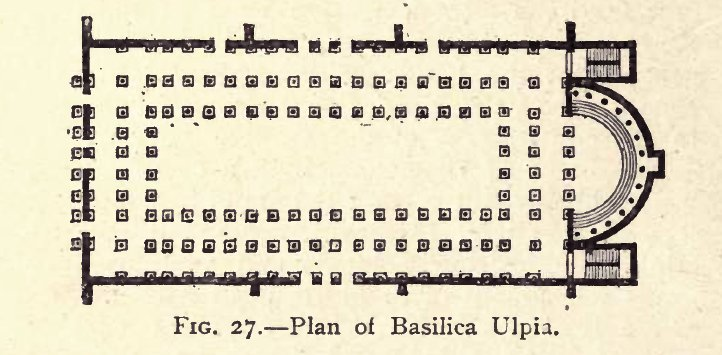 FIG. 27.—Plan of Basilica Ulpia.